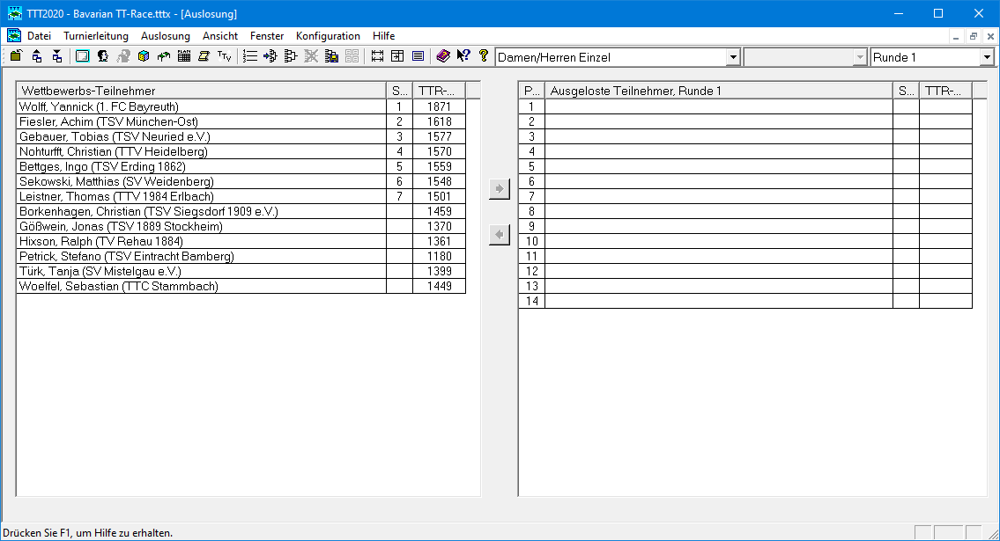 TTT2020 - Bavarian TT-Race.tttx - [Auslosung]
Datei Turnierleitung Auslosung Ansicht Fenster Konfiguration Hilfe
Damen/Herren Einzel Runde 1
Wettbewerbs-Teilnehmer S... TTR-...
Wolff, Yannick (1. FC Bayreuth) 1 1871
Fiesler, Achim (TSV München-Ost) 2 1618
Gebauer, Tobias (TSV Neuried e.V.) 3 1577
Nohturfft, Christian (TTV Heidelberg) 4 1570
Bettges, Ingo (TSV Erding 1862) 5 1559
Sekowski, Matthias (SV Weidenberg) 6 1548
Leistner, Thomas (TTV 1984 Erlbach) 7 1501
Borkenhagen, Christian (TSV Siegsdorf 1909 e.V.) 1459
Gößwein, Jonas (TSV 1889 Stockheim) 1370
Hixson, Ralph (TV Rehau 1884) 1361
Petrick, Stefano (TSV Eintracht Bamberg) 1180
Türk, Tanja (SV Mistelgau e.V.) 1399
Woelfel, Sebastian (TTC Stammbach) 1449
P... Ausgeloste Teilnehmer, Runde 1 S... TTR-...
1
2
3
4
5
6
7
8
9
10
11
12
13
14
Drücken Sie F1, um Hilfe zu erhalten.